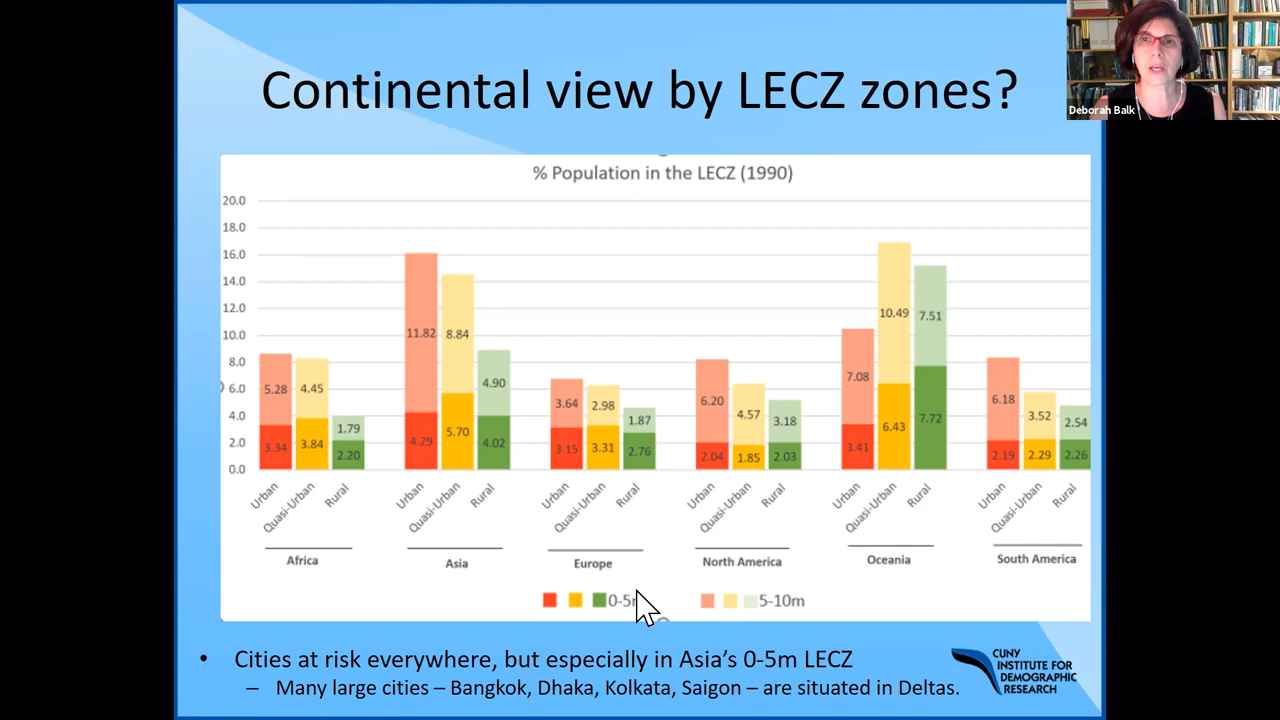 Continental view by LECZ zones?
Deborah Balk
% Population in the LECZ (1990)
20.0
18.0
16.0
14.0
12.0
10.0
8.0
6.0
4.0
2.0
0.0
5.28
4.45
1.79
3.34
3.84
2.20
11.82
8.84
4.90
4.29
5.70
4.02
3.64
2.98
1.87
3.15
3.31
2.76
6.20
4.57
3.18
2.04
1.85
2.03
7.08
10.49
7.51
3.41
6.43
7.72
6.18
3.52
2.54
2.19
2.29
2.26
Urban
Quasi-Urban
Rural
Urban
Quasi-Urban
Rural
Urban
Quasi-Urban
Rural
Urban
Quasi-Urban
Rural
Urban
Quasi-Urban
Rural
Urban
Quasi-Urban
Rural
Africa
Asia
Europe
North America
Oceania
South America
5-10m
• Cities at risk everywhere, but especially in Asia's 0-5m LECZ
– Many large cities – Bangkok, Dhaka, Kolkata, Saigon – are situated in Deltas.
CUNY
INSTITUTE FOR
DEMOGRAPHIC
RESEARCH